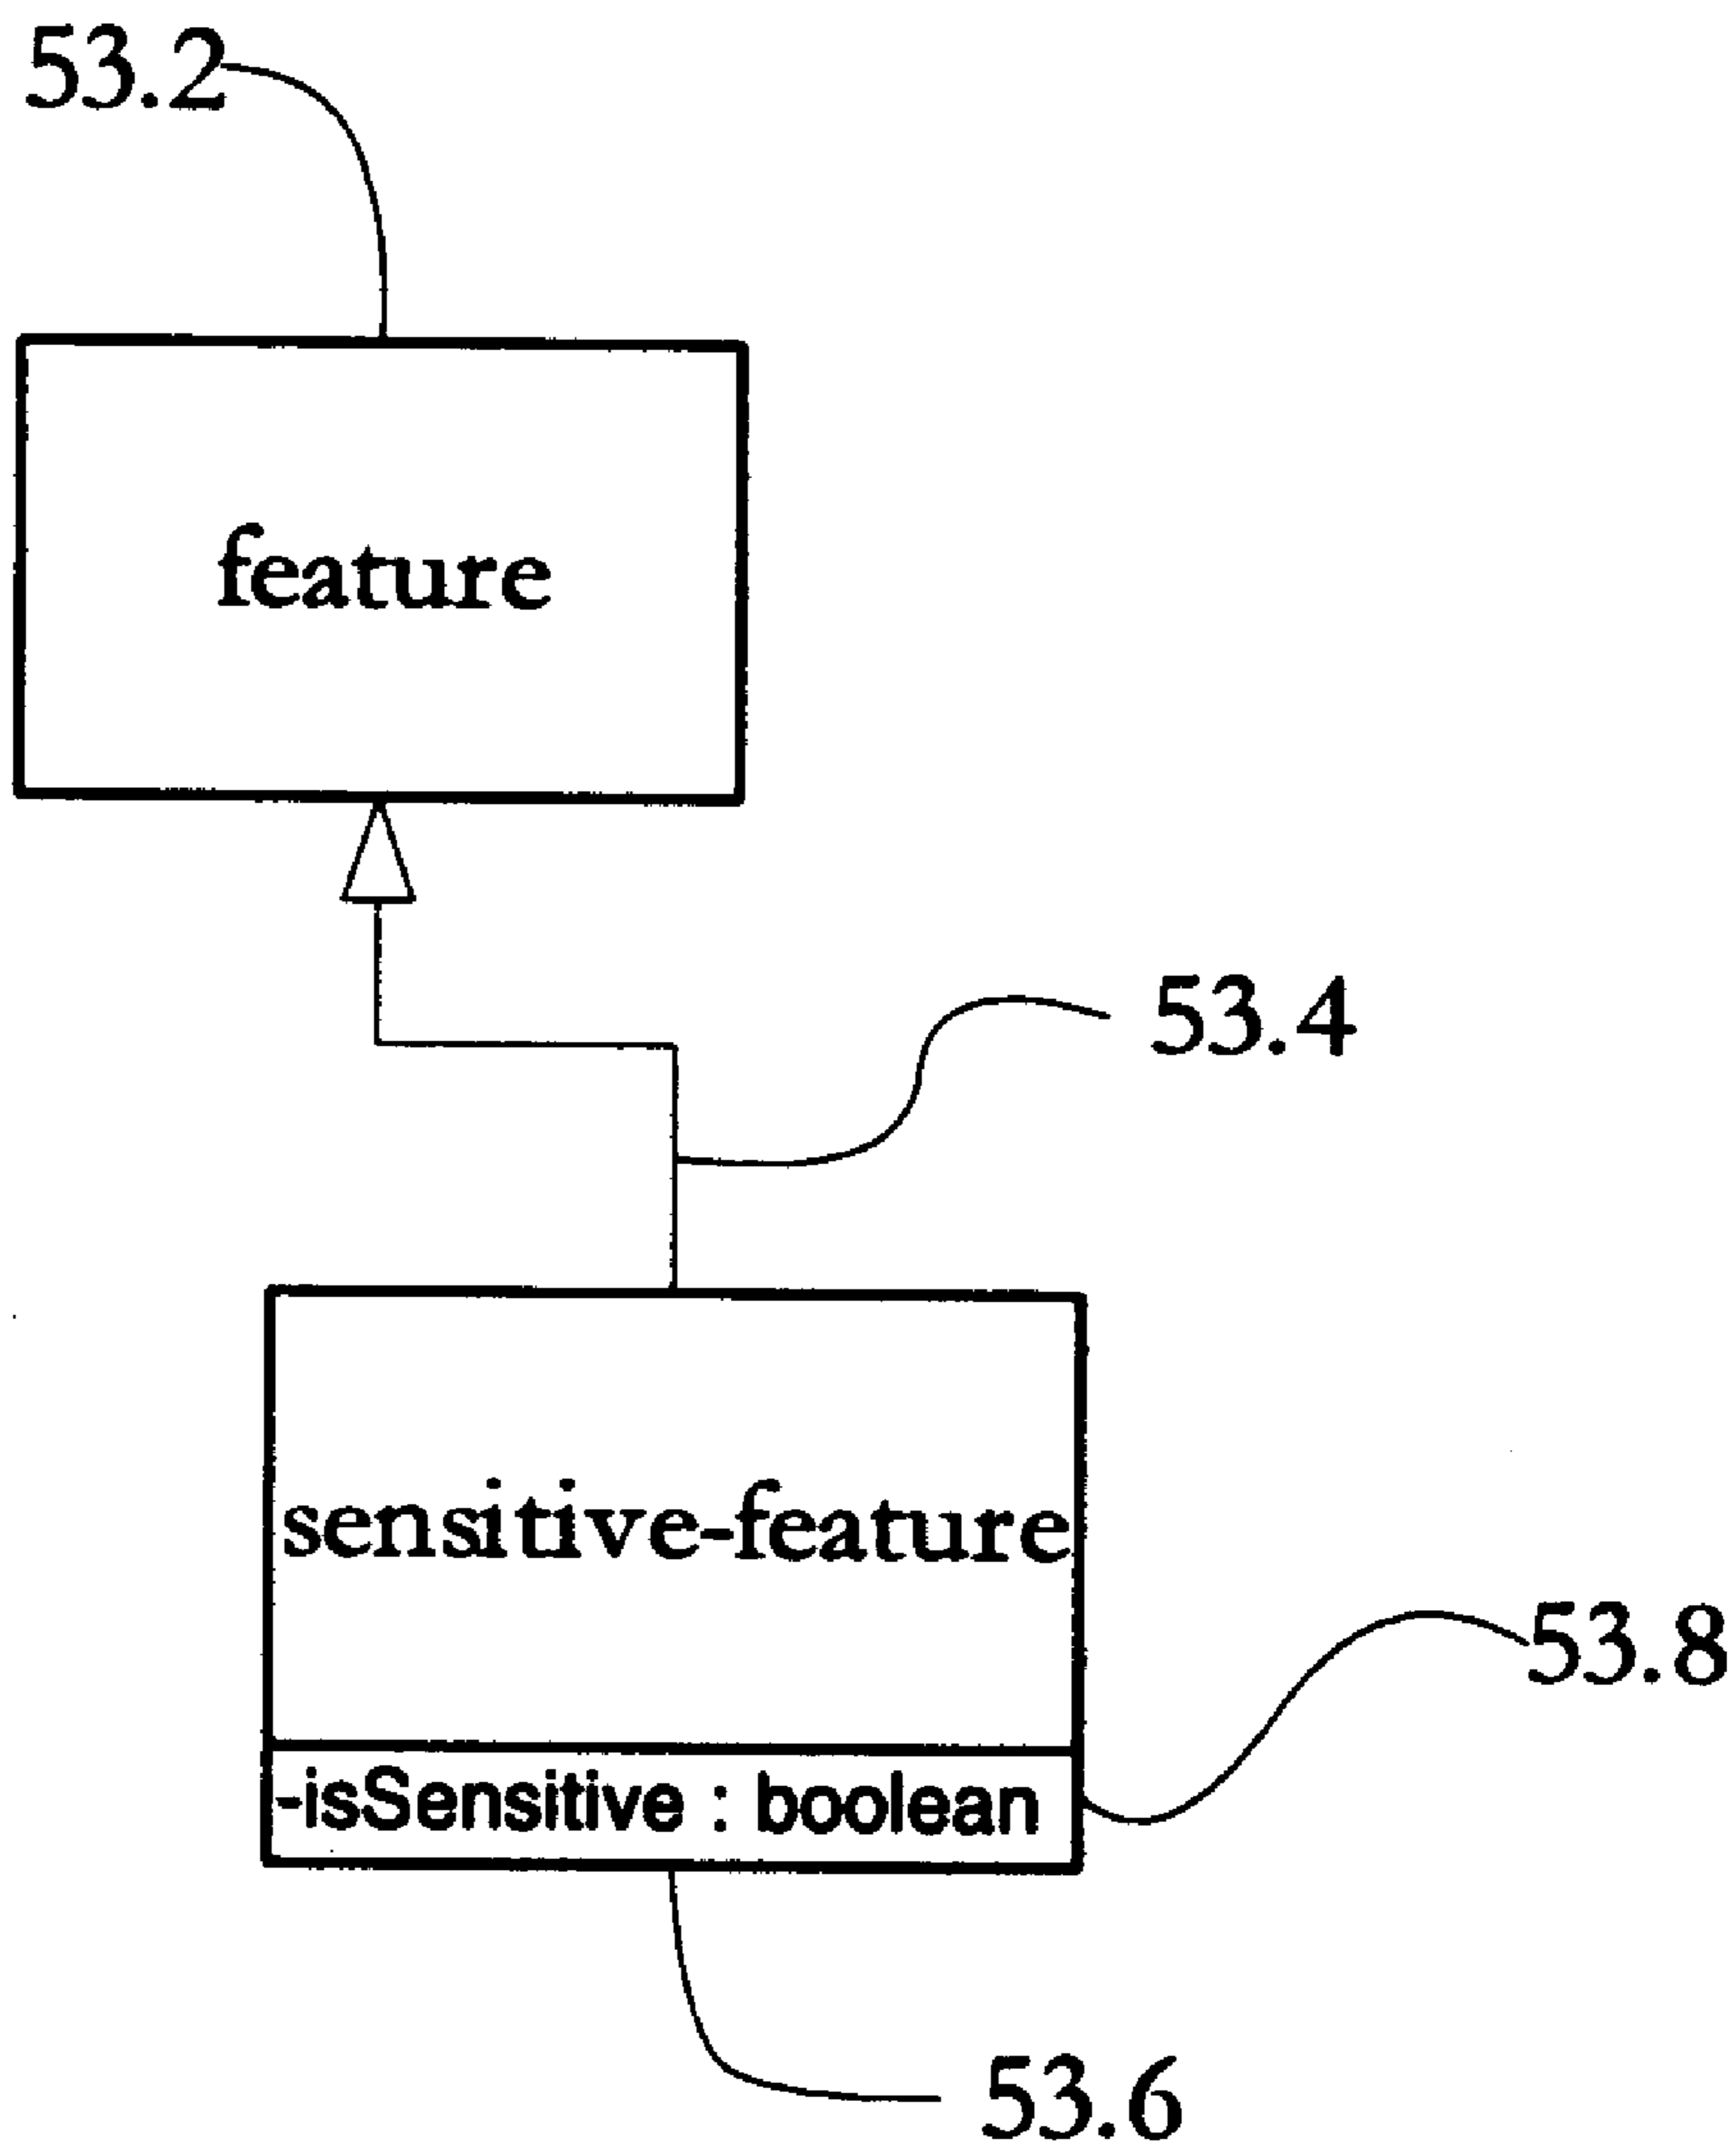 53.2
feature
53.4
sensitive-feature
53.8
-isSensitive : boolean
53.6